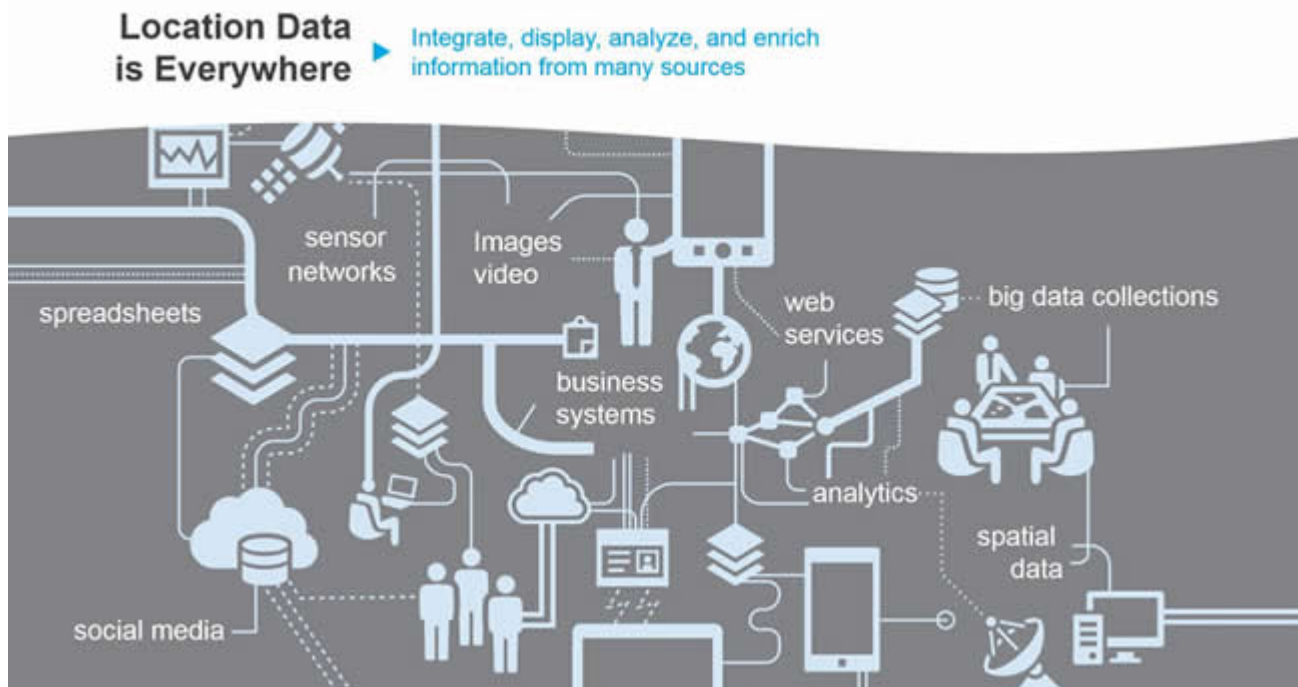 Location Data
is Everywhere
Integrate, display, analyze, and enrich
information from many sources
sensor
networks
Images
video
spreadsheets
web
services
big data collections
business
systems
analytics
spatial
data
social media